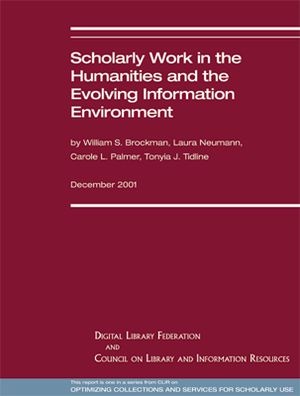 Scholarly Work in the
Humanities and the
Evolving Information
Environment
by William S. Brockman, Laura Neumann,
Carole L. Palmer, Tonyia J. Tidline
December 2001
Digital Library Federation
and
Council on Library and Information Resources
This report is one in a series from CLIR on
OPTIMIZING COLLECTIONS AND SERVICES FOR SCHOLARLY USE